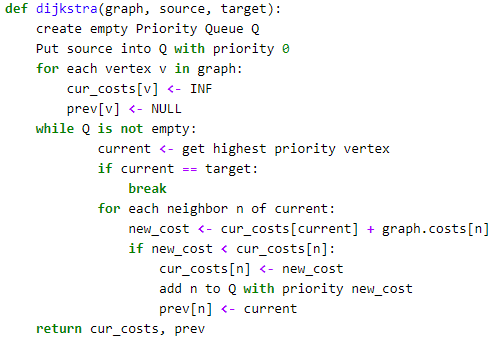 def dijkstra(graph, source, target):
    create empty Priority Queue Q
    Put source into Q with priority 0
    for each vertex v in graph:
        cur_costs[v] <- INF
        prev[v] <- NULL
    while Q is not empty:
            current <- get highest priority vertex
            if current == target:
                break
            for each neighbor n of current:
                new_cost <- cur_costs[current] + graph.costs[n]
                if new_cost < cur_costs[n]:
                    cur_costs[n] <- new_cost
                    add n to Q with priority new_cost
                    prev[n] <- current
    return cur_costs, prev